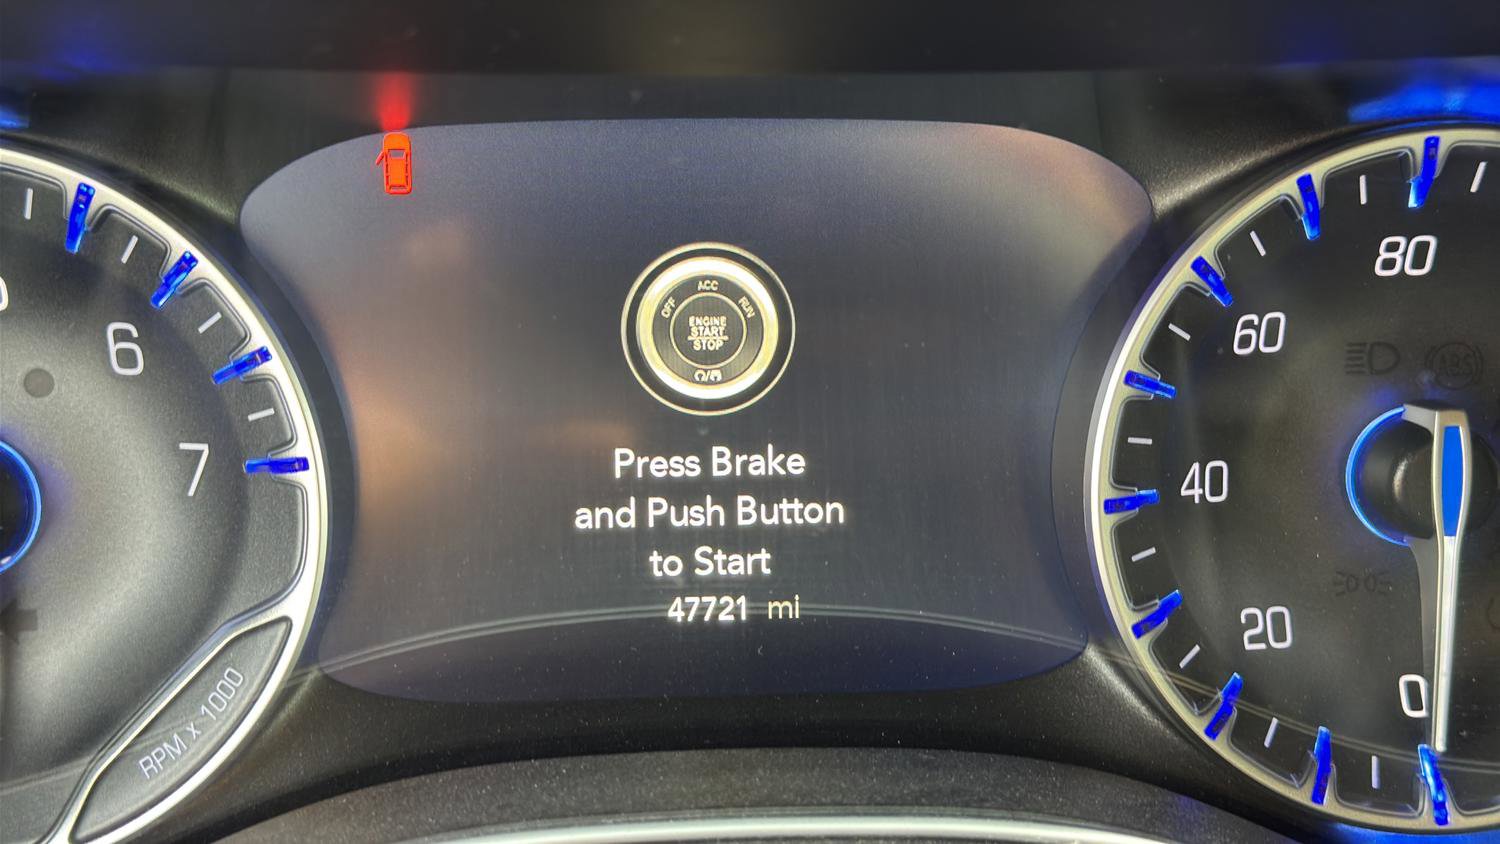 ACC
OFF
RUN
ENGINE
START
STOP
Press Brake
and Push Button
to Start
47721 mi
6
7
RPM x 1000
80
60
40
20
0
ABS